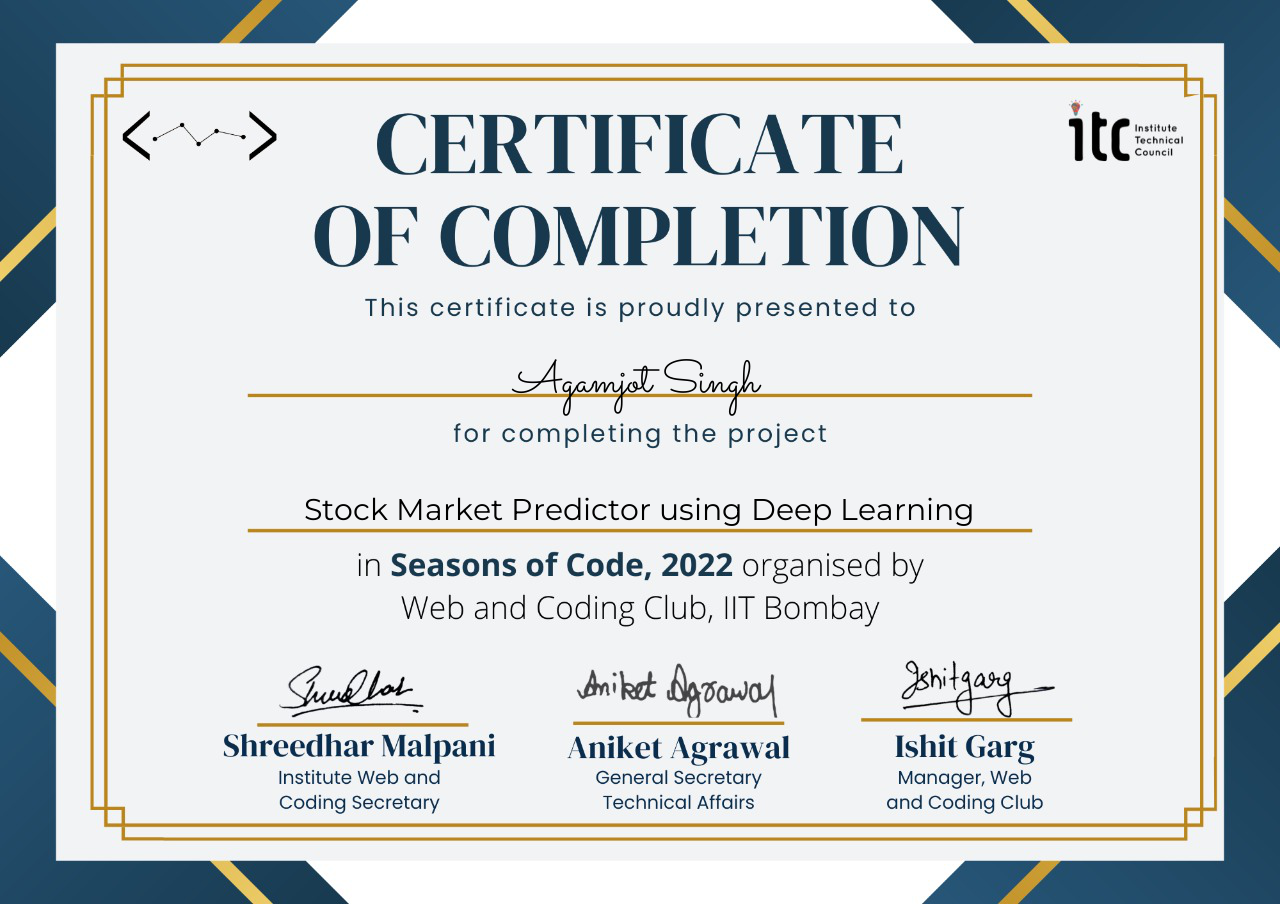 CERTIFICATE
OF COMPLETION
itc Institute
Technical
Council
This certificate is proudly presented to
Agamjot Singh
for completing the project
Stock Market Predictor using Deep Learning
in Seasons of Code, 2022 organised by
Web and Coding Club, IIT Bombay
Shreedhar
Aniket Agrawal
Ishitgarg
Shreedhar Malpani
Institute Web and
Coding Secretary
Aniket Agrawal
General Secretary
Technical Affairs
Ishit Garg
Manager, Web
and Coding Club